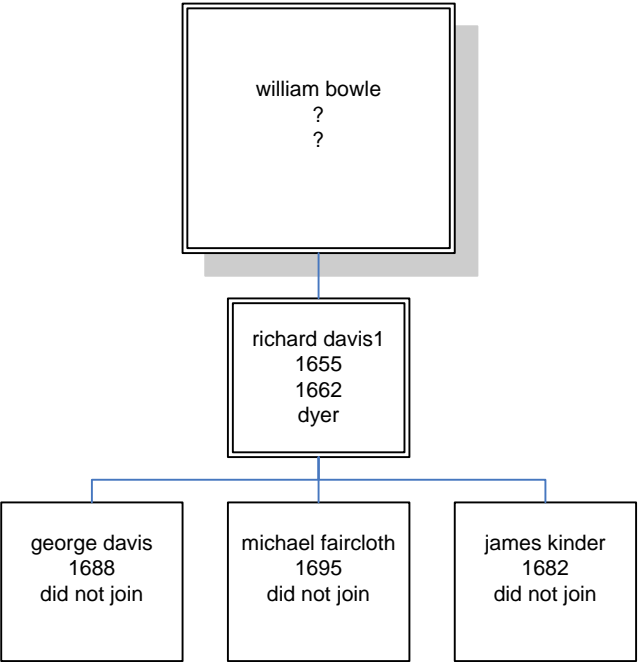 william bowle
?
?
richard davis1
1655
1662
dyer
george davis
1688
did not join
michael faircloth
1695
did not join
james kinder
1682
did not join